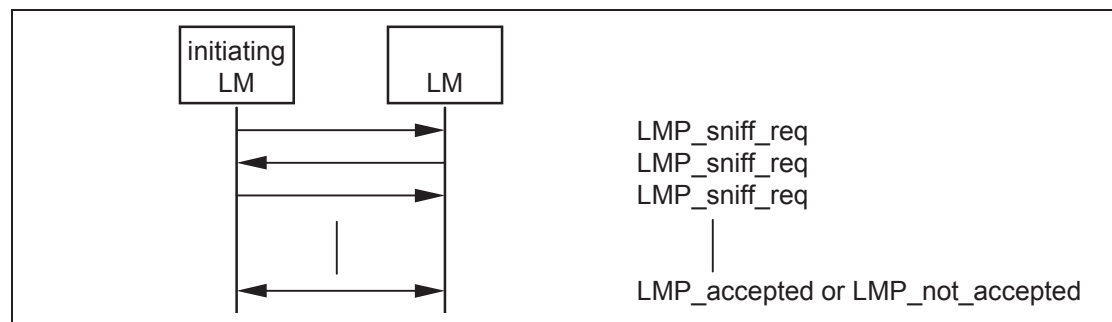 initiating
LM
LM
LMP_sniff_req
LMP_sniff_req
LMP_sniff_req
LMP_accepted or LMP_not_accepted